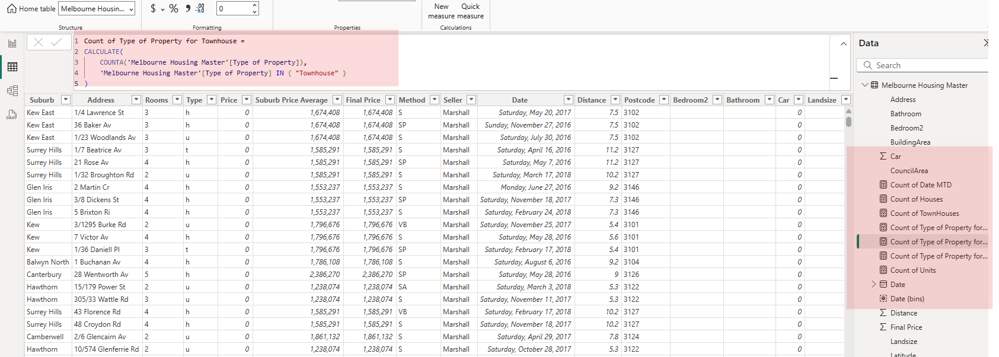 Home table Melbourne Housin...
$ % 0
New Quick
measure measure
Structure Formatting Properties Calculations
1 Count of Type of Property for Townhouse =
2 CALCULATE(
3 COUNTA('Melbourne Housing Master'[Type of Property]),
4 'Melbourne Housing Master'[Type of Property] IN { "Townhouse" }
5 )
Suburb Address Rooms Type Price Suburb Price Average Final Price Method Seller Date Distance Postcode Bedroom2 Bathroom Car Landsize
Kew East 1/4 Lawrence St 3 h 0 1,674,408 1,674,408 S Marshall Saturday, May 20, 2017 7.5 3102 0
Kew East 36 Baker Av 3 h 0 1,674,408 1,674,408 SP Marshall Sunday, November 27, 2016 7.5 3102 0
Kew East 1/23 Woodlands Av 3 u 0 1,674,408 1,674,408 S Marshall Saturday, July 30, 2016 7.5 3102 0
Surrey Hills 1/7 Beatrice Av 3 t 0 1,585,291 1,585,291 S Marshall Saturday, April 16, 2016 11.2 3127 0
Surrey Hills 21 Rose Av 4 h 0 1,585,291 1,585,291 SP Marshall Saturday, May 7, 2016 11.2 3127 0
Surrey Hills 1/32 Broughton Rd 2 u 0 1,585,291 1,585,291 S Marshall Saturday, March 17, 2018 10.2 3127 0
Glen Iris 2 Martin Cr 4 h 0 1,553,237 1,553,237 S Marshall Monday, June 27, 2016 9.2 3146 0
Glen Iris 3/8 Dickens St 4 h 0 1,553,237 1,553,237 SP Marshall Saturday, November 18, 2017 7.3 3146 0
Glen Iris 5 Brixton Ri 4 h 0 1,553,237 1,553,237 S Marshall Saturday, February 24, 2018 7.3 3146 0
Kew 3/1295 Burke Rd 2 u 0 1,796,676 1,796,676 VB Marshall Saturday, November 25, 2017 5.4 3101 0
Kew 7 Victor Av 4 h 0 1,796,676 1,796,676 S Marshall Saturday, May 28, 2016 5.6 3101 0
Kew 1/36 Daniell Pl 3 t 0 1,796,676 1,796,676 SP Marshall Saturday, February 17, 2018 5.4 3101 0
Balwyn North 1 Buchanan Av 4 h 0 1,786,108 1,786,108 S Marshall Saturday, August 6, 2016 9.2 3104 0
Canterbury 28 Wentworth Av 5 h 0 2,386,270 2,386,270 SP Marshall Saturday, May 28, 2016 9 3126 0
Hawthorn 15/179 Power St 2 u 0 1,238,074 1,238,074 SA Marshall Saturday, March 3, 2018 5.3 3122 0
Hawthorn 305/33 Wattle Rd 3 u 0 1,238,074 1,238,074 S Marshall Saturday, November 11, 2017 5.3 3122 0
Surrey Hills 43 Florence Rd 4 h 0 1,585,291 1,585,291 VB Marshall Saturday, February 17, 2018 10.2 3127 0
Surrey Hills 48 Croydon Rd 4 h 0 1,585,291 1,585,291 S Marshall Saturday, November 18, 2017 10.2 3127 0
Camberwell 2/6 Glencairn Av 2 u 0 1,861,132 1,861,132 S Marshall Saturday, April 29, 2017 7.8 3124 0
Hawthorn 10/574 Glenferrie Rd 2 u 0 1,238,074 1,238,074 S Marshall Saturday, October 28, 2017 5.3 3122 0
Data
Search
Melbourne Housing Master
Address
Bathroom
Bedroom2
BuildingArea
Σ Car
CouncilArea
Count of Date MTD
Count of Houses
Count of TownHouses
Count of Type of Property for...
Count of Type of Property for...
Count of Type of Property for...
Count of Units
Date
Date (bins)
Σ Distance
Σ Final Price
Landsize
Latitude
DAX